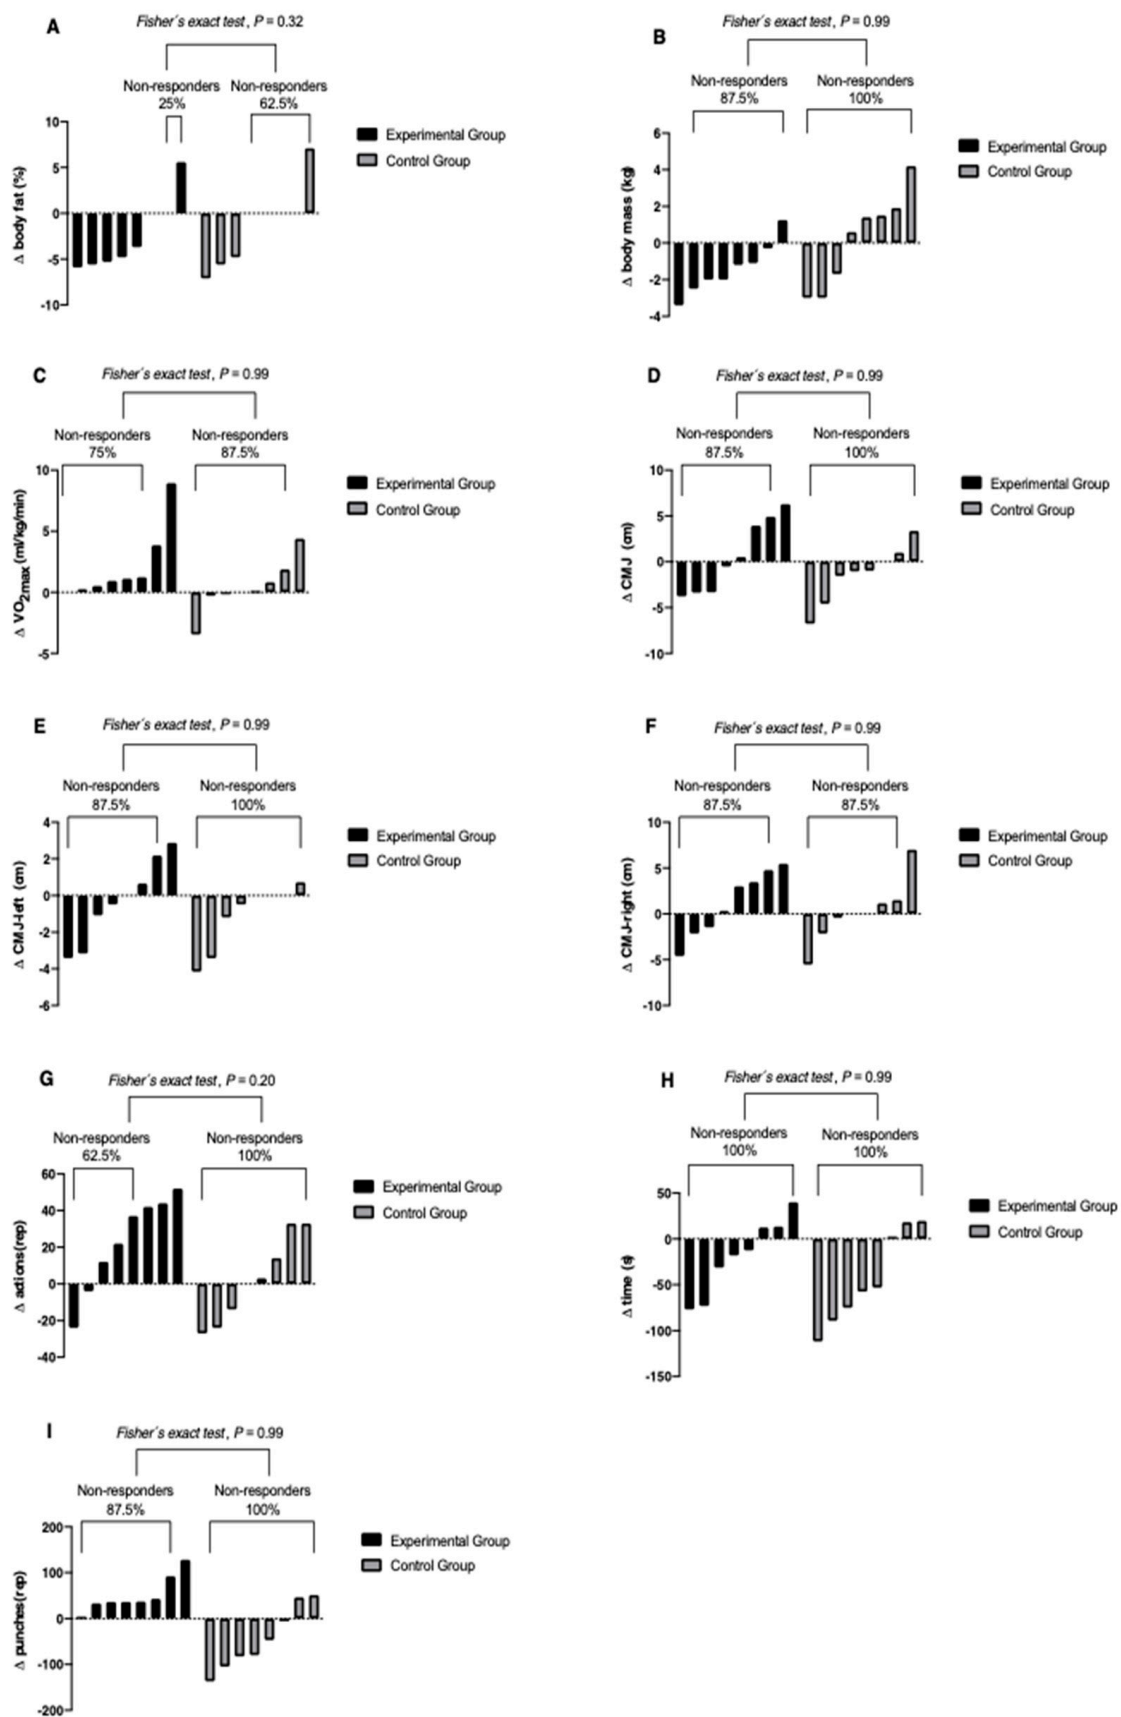 A
Fisher´s exact test, P = 0.32
Non-responders
25%
Non-responders
62.5%
10
5
0
-5
-10
Δ body fat (%)
Experimental Group
Control Group
B
Fisher´s exact test, P = 0.99
Non-responders
87.5%
Non-responders
100%
6
4
2
0
-2
-4
Δ body mass (kg)
Experimental Group
Control Group
C
Fisher´s exact test, P = 0.99
Non-responders
75%
Non-responders
87.5%
10
5
0
-5
Δ VO2max (ml/kg/min)
Experimental Group
Control Group
D
Fisher´s exact test, P = 0.99
Non-responders
87.5%
Non-responders
100%
10
5
0
-5
-10
Δ CMJ (cm)
Experimental Group
Control Group
E
Fisher´s exact test, P = 0.99
Non-responders
87.5%
Non-responders
100%
4
2
0
-2
-4
-6
Δ CMJ-left (cm)
Experimental Group
Control Group
F
Fisher´s exact test, P = 0.99
Non-responders
87.5%
Non-responders
87.5%
10
5
0
-5
-10
Δ CMJ-right (cm)
Experimental Group
Control Group
G
Fisher´s exact test, P = 0.20
Non-responders
62.5%
Non-responders
100%
60
40
20
0
-20
-40
Δ actions(rep)
Experimental Group
Control Group
H
Fisher´s exact test, P = 0.99
Non-responders
100%
Non-responders
100%
50
0
-50
-100
-150
Δ time (s)
Experimental Group
Control Group
I
Fisher´s exact test, P = 0.99
Non-responders
87.5%
Non-responders
100%
200
100
0
-100
-200
Δ punches(rep)
Experimental Group
Control Group